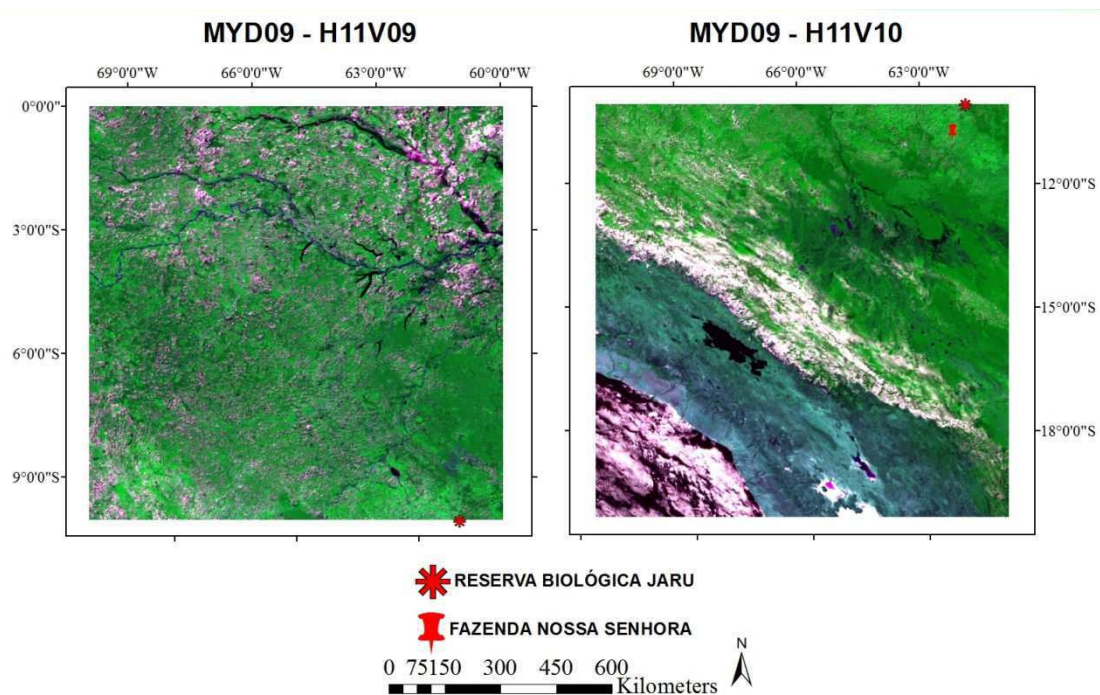 MYD09 - H11V09
MYD09 - H11V10
69°0'0"W 66°0'0"W 63°0'0"W 60°0'0"W
69°0'0"W 66°0'0"W 63°0'0"W
0°0'0"
3°0'0"S
6°0'0"S
9°0'0"S
12°0'0"S
15°0'0"S
18°0'0"S
RESERVA BIOLÓGICA JARU
FAZENDA NOSSA SENHORA
N
0 75150 300 450 600
Kilometers